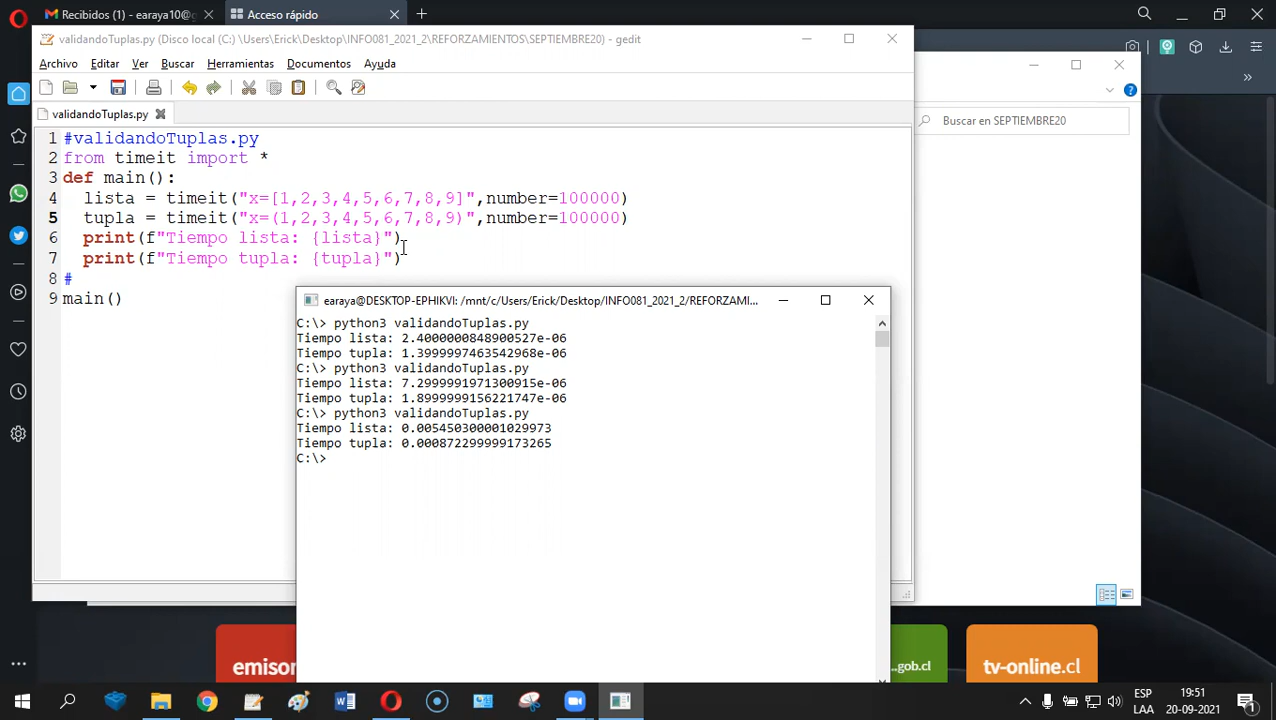 Recibidos (1) - earaya10@g
Acceso rápido
validandoTuplas.py (Disco local (C:) \Users\Erick\Desktop\INFO081_2021_2\REFORZAMIENTOS\SEPTIEMBRE20) - gedit
Archivo Editar Ver Buscar Herramientas Documentos Ayuda
validandoTuplas.py
Buscar en SEPTIEMBRE20
1 #validandoTuplas.py
2 from timeit import *
3 def main():
4 lista = timeit("x=[1,2,3,4,5,6,7,8,9]",number=100000)
5 tupla = timeit("x=(1,2,3,4,5,6,7,8,9)",number=100000)
6 print(f"Tiempo lista: {lista}")
7 print(f"Tiempo tupla: {tupla}")
8 #
9 main()
earaya@DESKTOP-EPHIKVI: /mnt/c/Users/Erick/Desktop/INFO081_2021_2/REFORZAMI...
C:\> python3 validandoTuplas.py
Tiempo lista: 2.4000000848900527e-06
Tiempo tupla: 1.3999997463542968e-06
C:\> python3 validandoTuplas.py
Tiempo lista: 7.2999991971300915e-06
Tiempo tupla: 1.8999999156221747e-06
C:\> python3 validandoTuplas.py
Tiempo lista: 0.005450300001029973
Tiempo tupla: 0.000872299999173265
C:\>
emisor
..gob.cl
tv-online.cl
ESP 19:51
LAA 20-09-2021
1